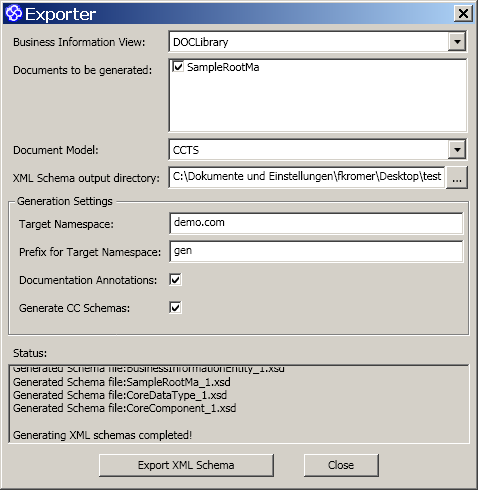 Exporter
Business Information View: DOCLibrary
Documents to be generated: SampleRootMa
Document Model: CCTS
XML Schema output directory: C:\Dokumente und Einstellungen\fkromer\Desktop\test ...
Generation Settings
Target Namespace: demo.com
Prefix for Target Namespace: gen
Documentation Annotations:
Generate CC Schemas:
Status:
Generated Schema file:BusinessInformationEntity_1.xsd
Generated Schema file:SampleRootMa_1.xsd
Generated Schema file:CoreDataType_1.xsd
Generated Schema file:CoreComponent_1.xsd
Generating XML schemas completed!
Export XML Schema Close